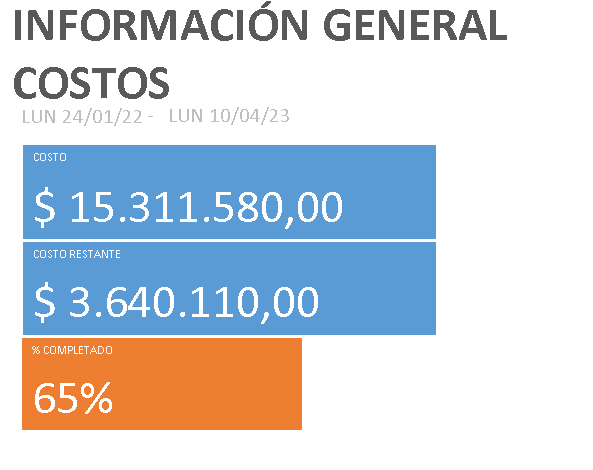 INFORMACIÓN GENERAL
COSTOS
LUN 24/01/22 - LUN 10/04/23
COSTO
$ 15.311.580,00
COSTO RESTANTE
$ 3.640.110,00
% COMPLETADO
65%